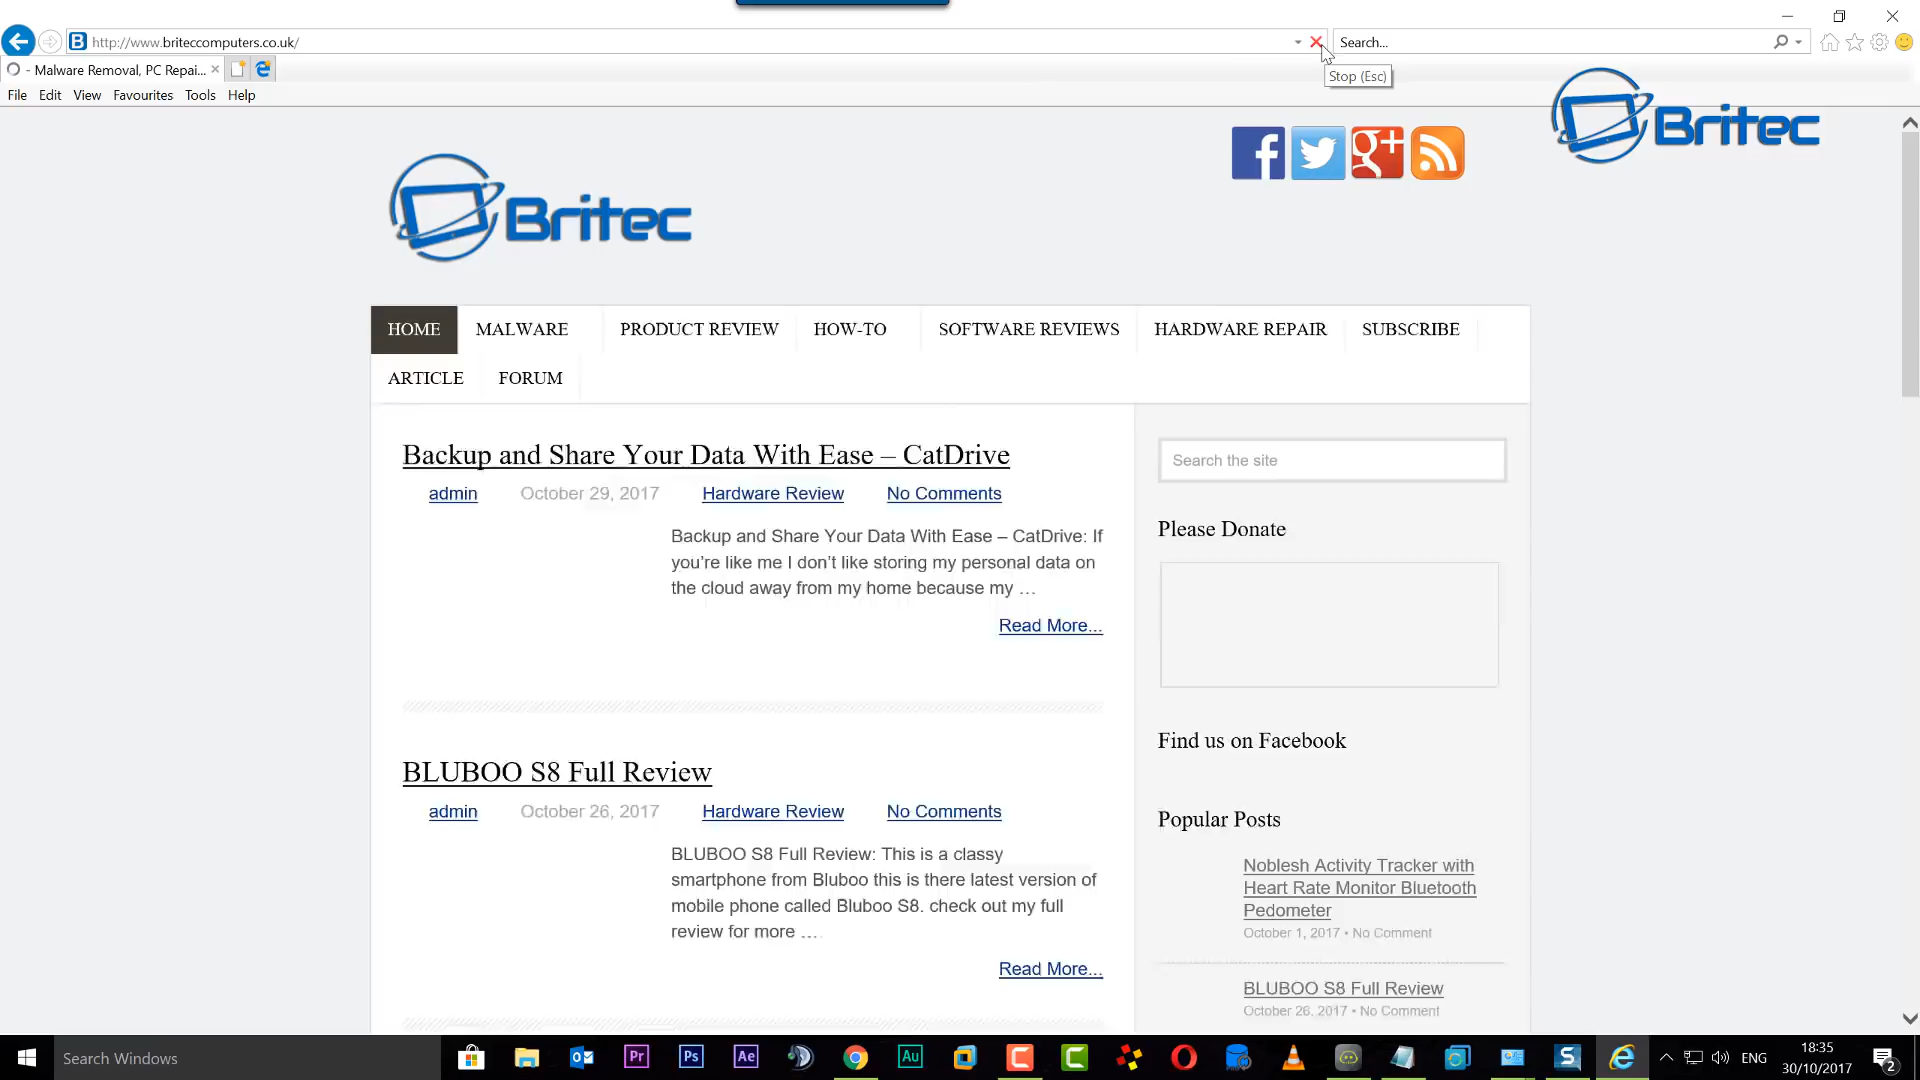 http://www.briteccomputers.co.uk/
Search...
- Malware Removal, PC Repai...
Stop (Esc)
File Edit View Favourites Tools Help
Britec
Britec
HOME MALWARE PRODUCT REVIEW HOW-TO SOFTWARE REVIEWS HARDWARE REPAIR SUBSCRIBE
ARTICLE FORUM
Backup and Share Your Data With Ease – CatDrive
admin October 29, 2017 Hardware Review No Comments
Backup and Share Your Data With Ease – CatDrive: If
you’re like me I don’t like storing my personal data on
the cloud away from my home because my …
Read More...
BLUBOO S8 Full Review
admin October 26, 2017 Hardware Review No Comments
BLUBOO S8 Full Review: This is a classy
smartphone from Bluboo this is there latest version of
mobile phone called Bluboo S8. check out my full
review for more …
Read More...
Search the site
Please Donate
Find us on Facebook
Popular Posts
Noblesh Activity Tracker with
Heart Rate Monitor Bluetooth
Pedometer
October 1, 2017 • No Comment
BLUBOO S8 Full Review
October 26, 2017 • No Comment
Search Windows
Pr
Ps
Ae
Au
ENG
18:35
30/10/2017
2